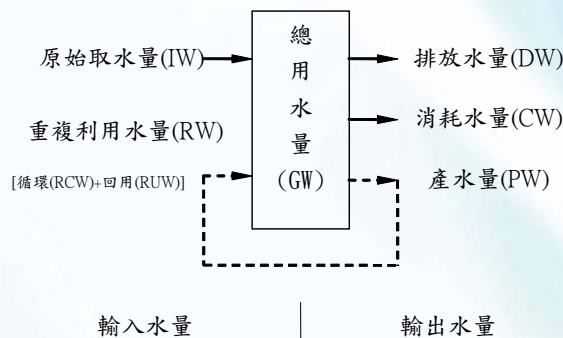 原始取水量(IW)
重複利用水量(RW)
[循環(RCW)+回用(RUW)]
總
用
水
量
(GW)
排放水量(DW)
消耗水量(CW)
產水量(PW)
輸入水量
輸出水量